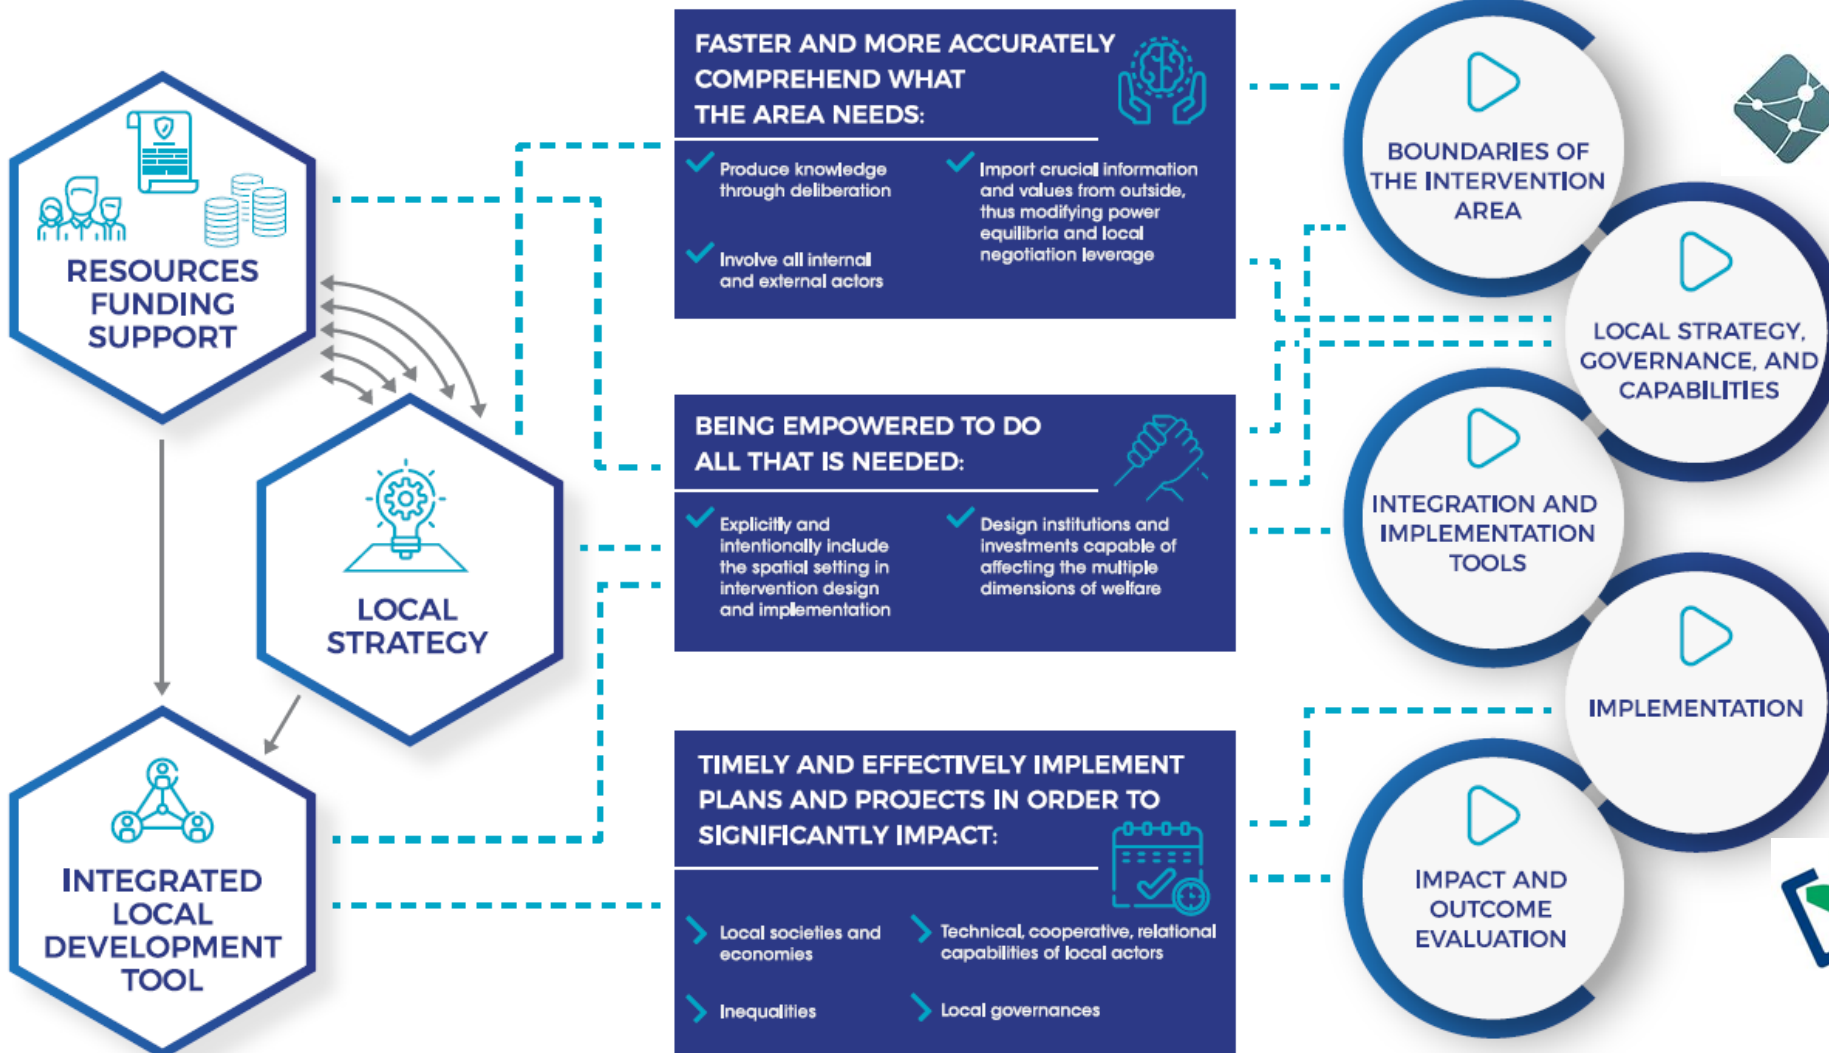 RESOURCES
FUNDING
SUPPORT
LOCAL
STRATEGY
INTEGRATED
LOCAL
DEVELOPMENT
TOOL
FASTER AND MORE ACCURATELY
COMPREHEND WHAT
THE AREA NEEDS:
Produce knowledge
through deliberation
Involve all internal
and external actors
Import crucial information
and values from outside,
thus modifying power
equilibria and local
negotiation leverage
BEING EMPOWERED TO DO
ALL THAT IS NEEDED:
Explicitly and
intentionally include
the spatial setting in
intervention design
and implementation
Design institutions and
investments capable of
affecting the multiple
dimensions of welfare
TIMELY AND EFFECTIVELY IMPLEMENT
PLANS AND PROJECTS IN ORDER TO
SIGNIFICANTLY IMPACT:
Local societies and
economies
Inequalities
Technical, cooperative, relational
capabilities of local actors
Local governances
BOUNDARIES OF
THE INTERVENTION
AREA
LOCAL STRATEGY,
GOVERNANCE, AND
CAPABILITIES
INTEGRATION AND
IMPLEMENTATION
TOOLS
IMPLEMENTATION
IMPACT AND
OUTCOME
EVALUATION